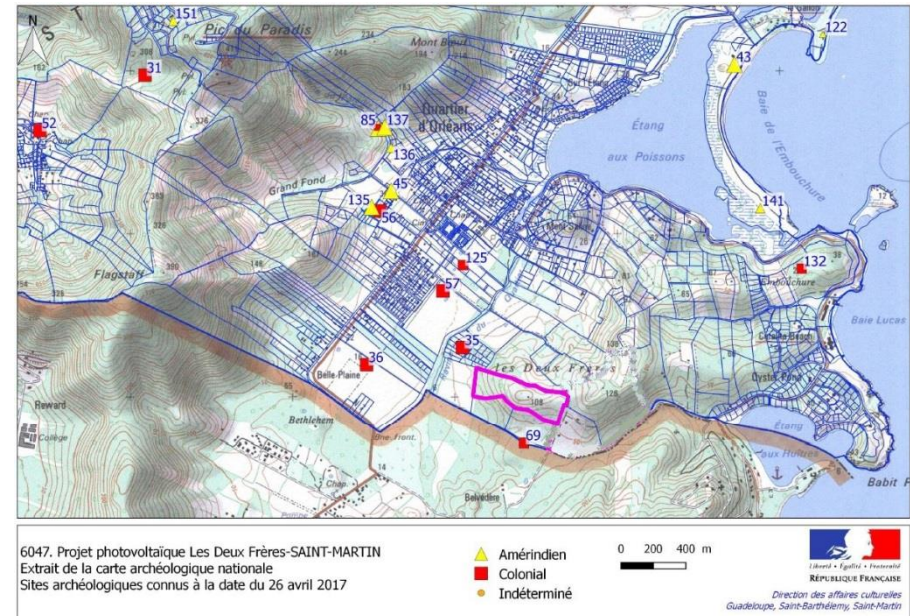 N
S T
151
Pic du Paradis
Mont Bœuf
122
43
31
52
85
137
Quartier
d'Orléans
136
Étang
aux Poissons
Baie de l'Embouchure
Grand Fond
45
135
56
141
Mont Saint
125
132
Embouchure
Flagstaff
57
Baie Lucas
35
les Deux Frères
36
Belle-Plaine
Oyster Pond
Reward
Collège
Bethlehem
69
Étang
aux Huîtres
Belvédère
Babit P
6047. Projet photovoltaïque Les Deux Frères-SAINT-MARTIN
Extrait de la carte archéologique nationale
Sites archéologiques connus à la date du 26 avril 2017
Amérindien
Colonial
Indéterminé
0 200 400 m
Liberté • Égalité • Fraternité
RÉPUBLIQUE FRANÇAISE
Direction des affaires culturelles
Guadeloupe, Saint-Barthélemy, Saint-Martin